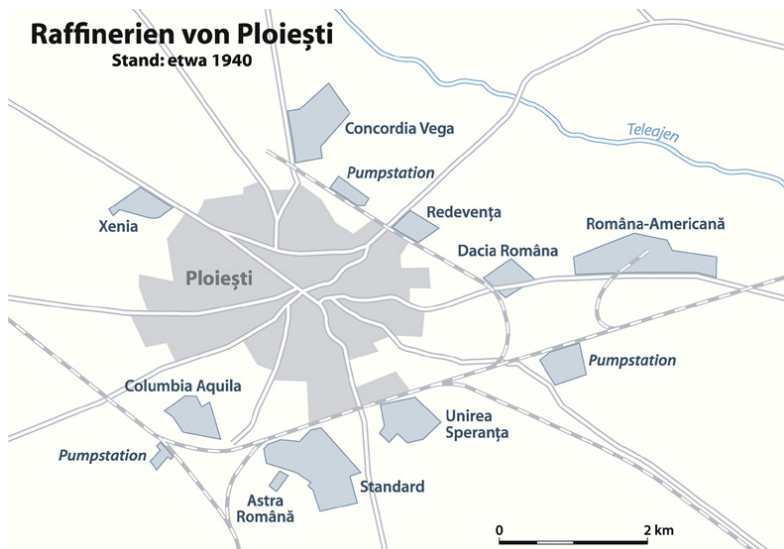 Raffinerien von Ploiești
Stand: etwa 1940
Concordia Vega
Teleajen
Pumpstation
Xenia
Redevența
Româna-Americană
Dacia Româna
Ploiești
Pumpstation
Columbia Aquila
Unirea
Speranța
Pumpstation
Astra
Română
Standard
0
2 km